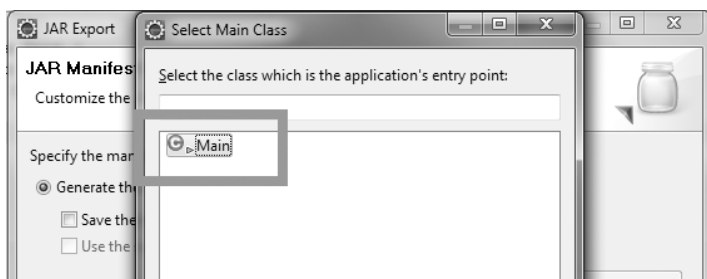 JAR Export
Select Main Class
JAR Manifes
Customize the
Select the class which is the application's entry point:
Main
Specify the mar
Generate the
Save the
Use the